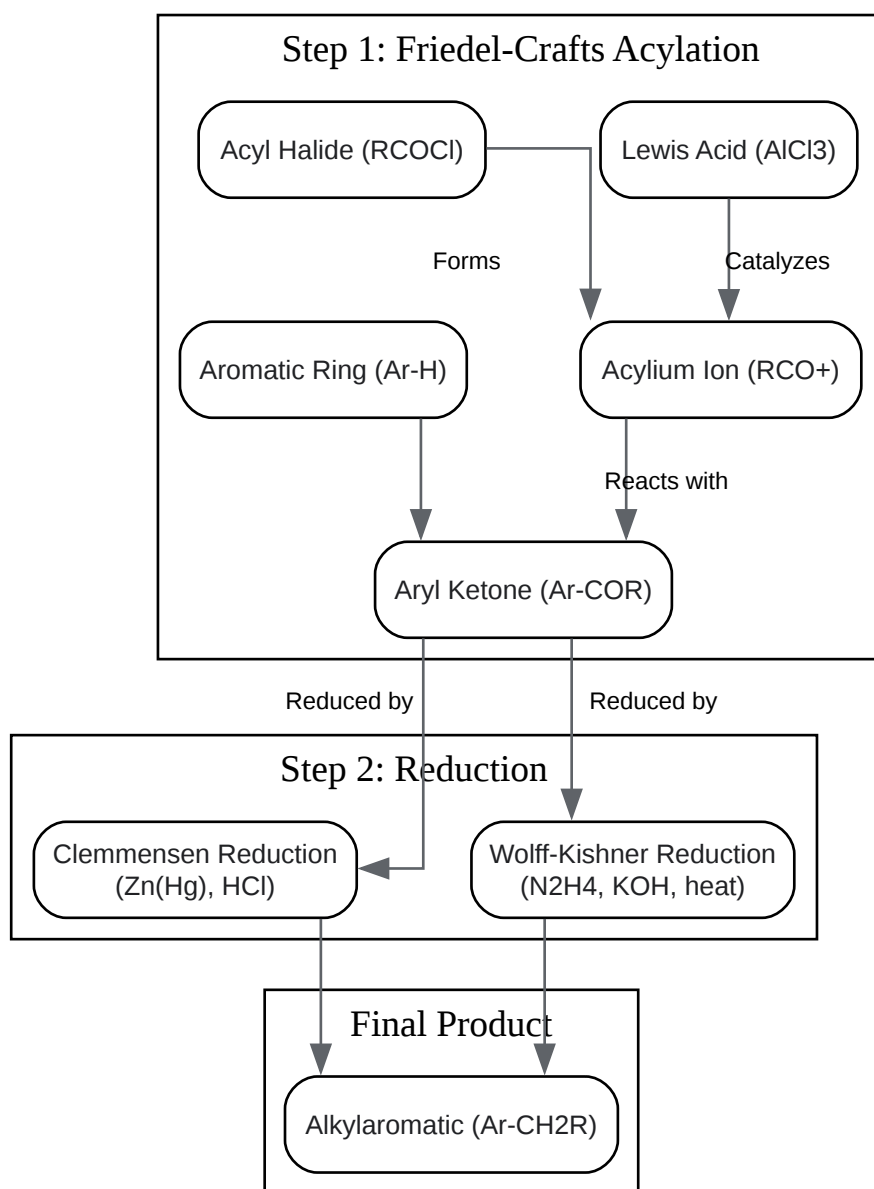 Step 1: Friedel-Crafts Acylation
Acyl Halide (RCOCl)
Lewis Acid (AlCl3)
Forms
Catalyzes
Aromatic Ring (Ar-H)
Acylium Ion (RCO+)
Reacts with
Aryl Ketone (Ar-COR)
Reduced by
Reduced by
Step 2: Reduction
Clemmensen Reduction
(Zn(Hg), HCl)
Wolff-Kishner Reduction
(N2H4, KOH, heat)
Final Product
Alkylaromatic (Ar-CH2R)